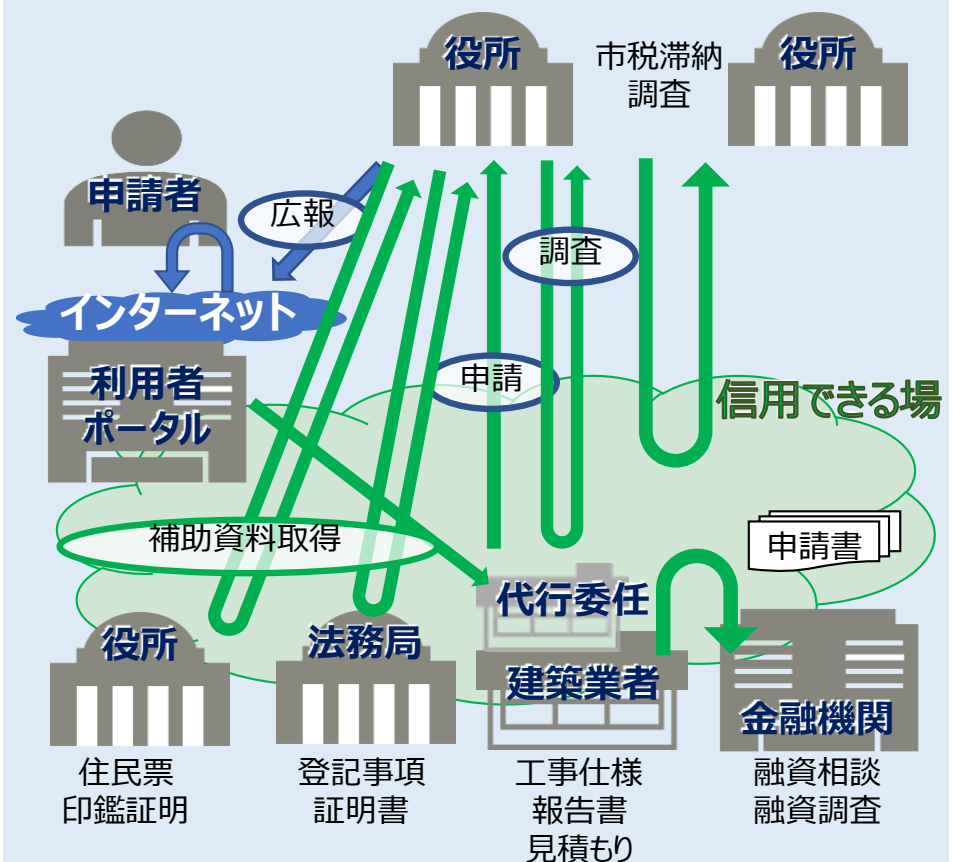 役所
市税滞納
調査
役所
申請者
広報
調査
インターネット
利用者
ポータル
申請
信用できる場
補助資料取得
申請書
代行委任
役所
法務局
建築業者
金融機関
住民票
印鑑証明
登記事項
証明書
工事仕様
報告書
見積もり
融資相談
融資調査